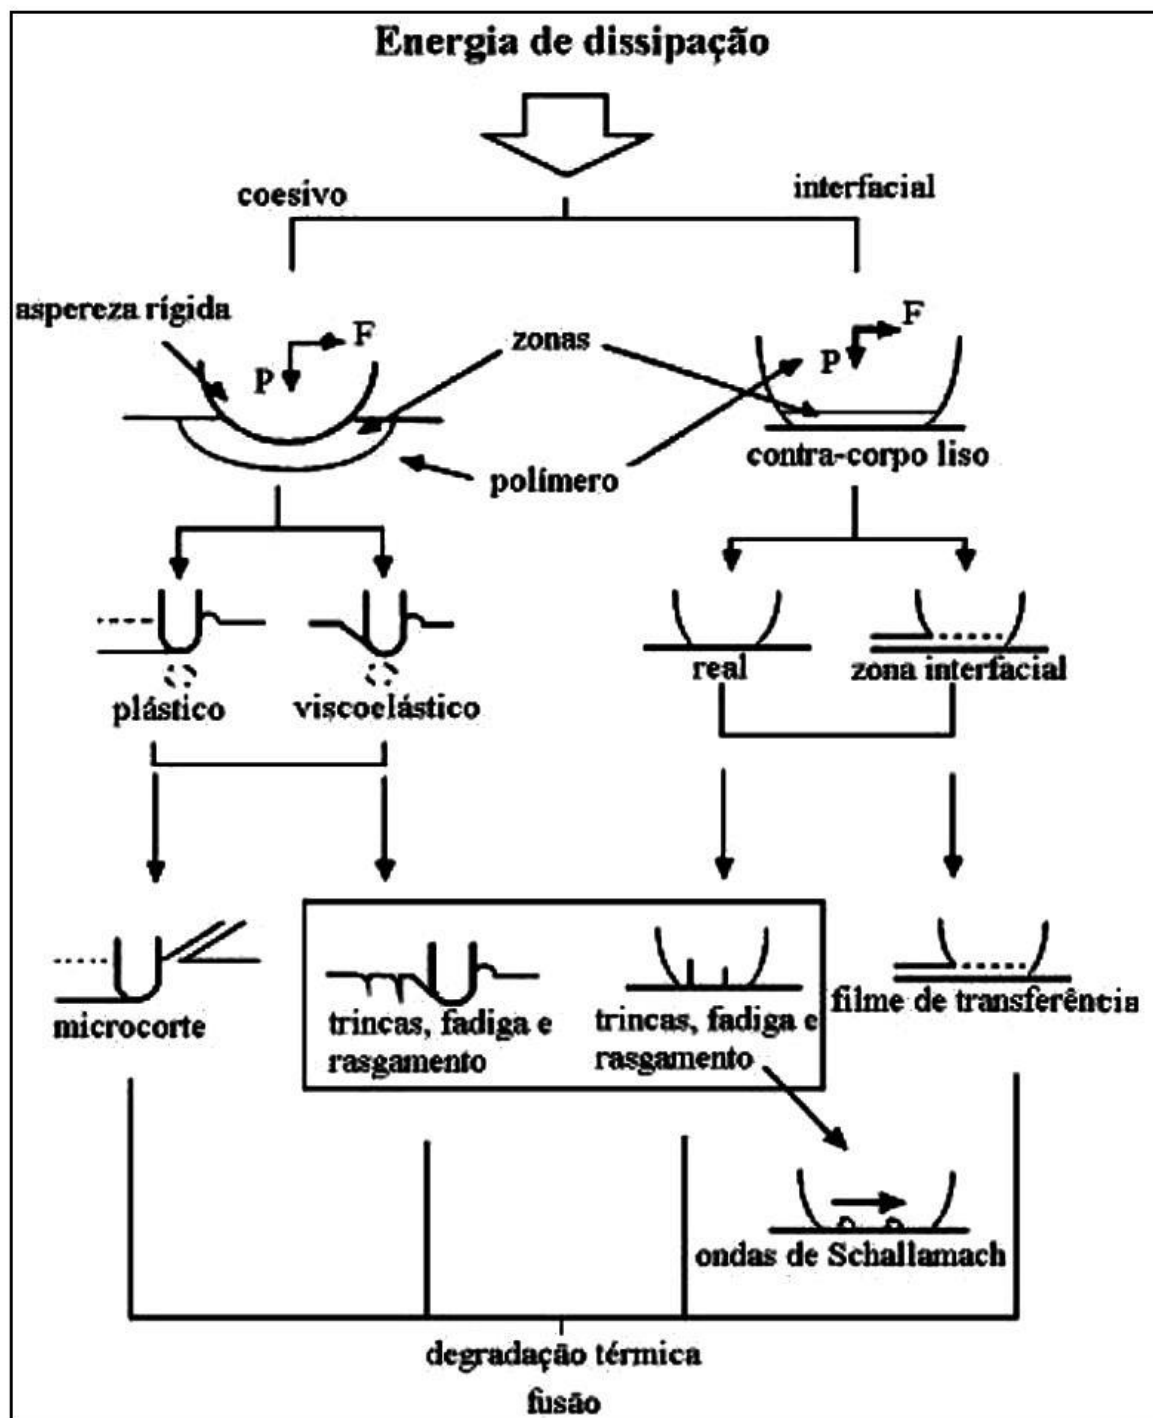 Energia de dissipação
coesivo
interfacial
aspereza rígida
F
P
zonas
F
P
polímero
contra-corpo liso
plástico
viscoelástico
real
zona interfacial
microcorte
trincas, fadiga e
rasgamento
trincas, fadiga e
rasgamento
filme de transferência
ondas de Schallamach
degradação térmica
fusão